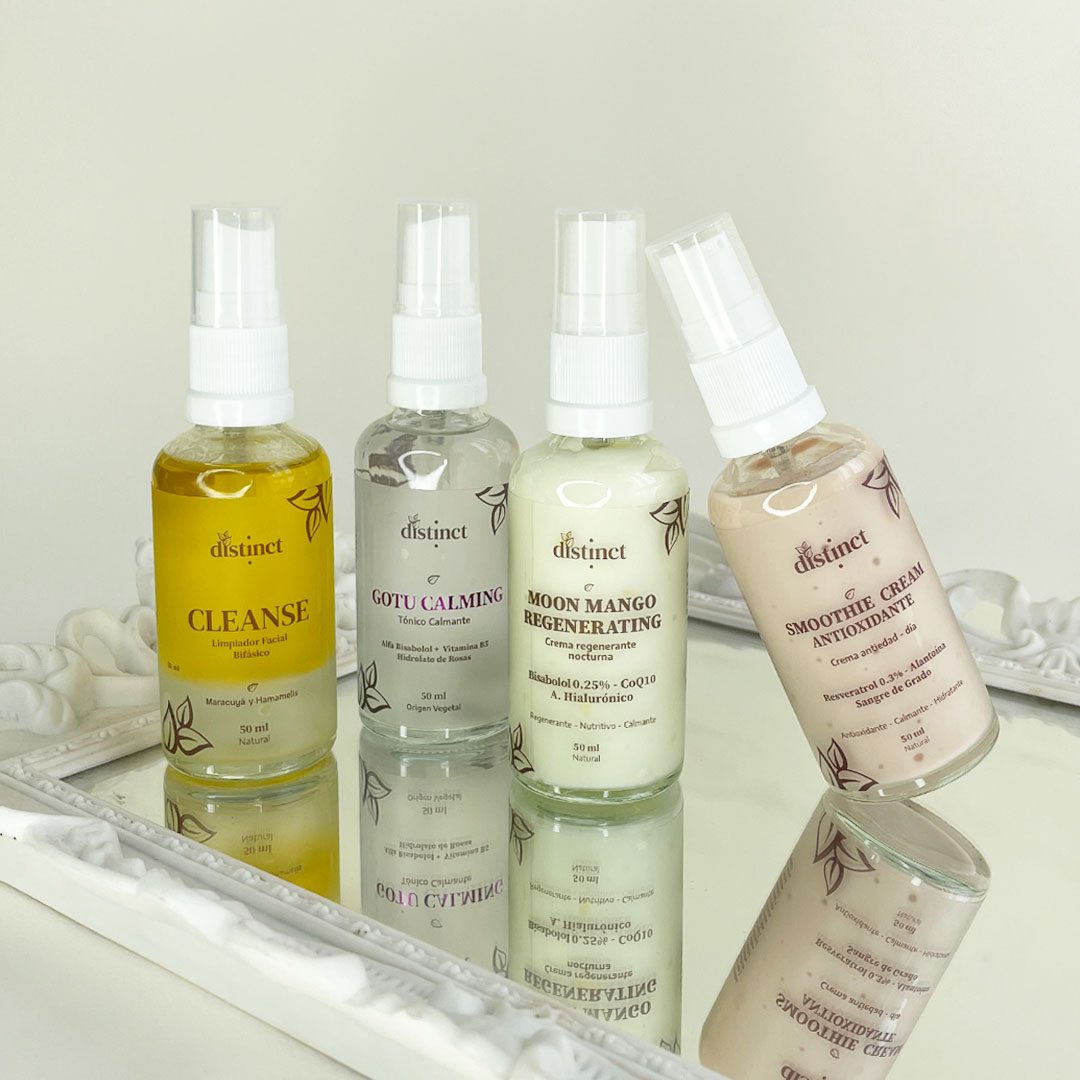 distinct
CLEANSE
Limpiador Facial
Bifásico
Maracuyá y Hamamelis
50 ml
Natural
distinct
GOTU CALMING
Tónico Calmante
Alfa Bisabolol + Vitamina B5
Hidrolato de Rosas
50 ml
Origen Vegetal
distinct
MOON MANGO
REGENERATING
Crema regenerante
nocturna
Bisabolol 0.25% - CoQ10
A. Hialurónico
Regenerante - Nutritivo - Calmante
50 ml
Natural
distinct
SMOOTHIE CREAM
ANTIOXIDANTE
Crema antiedad - día
Resveratrol 0.3% - Alantoína
Sangre de Grado
Antioxidante - Calmante - Hidratante
50 ml
Natural